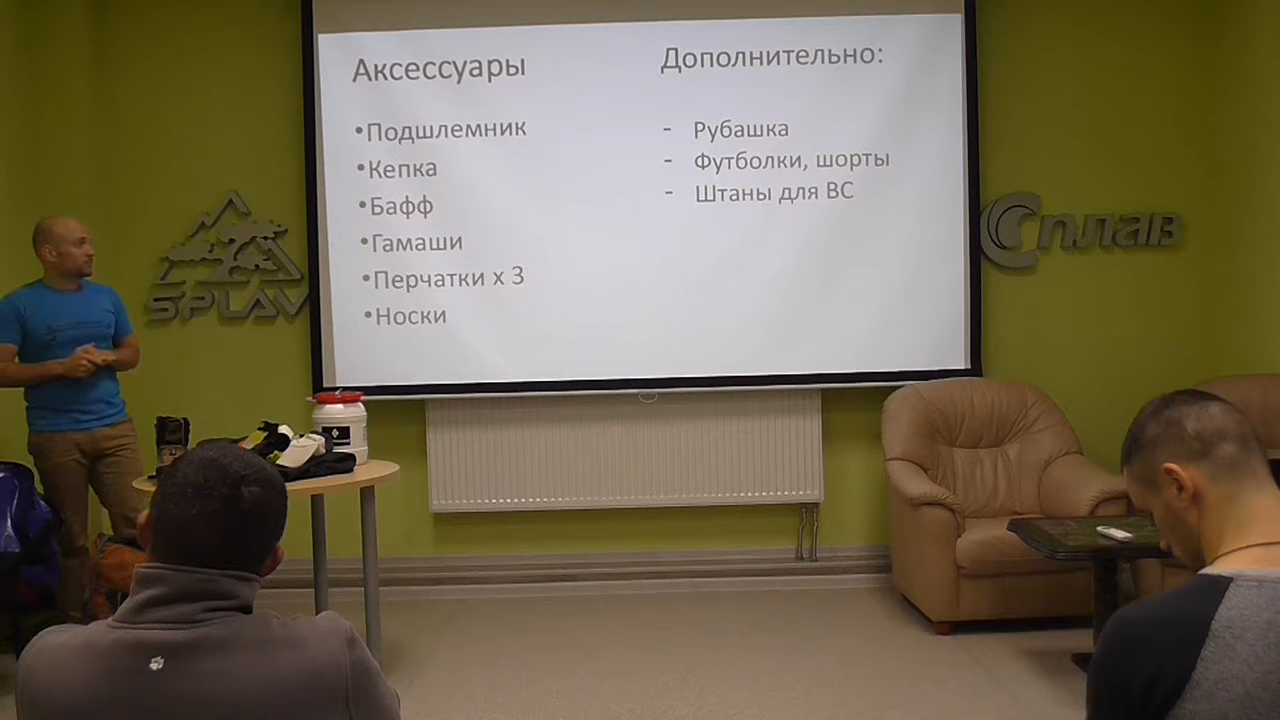 Аксессуары
•Подшлемник
•Кепка
•Бафф
•Гамаши
•Перчатки х 3
•Носки
Дополнительно:
- Рубашка
- Футболки, шорты
- Штаны для ВС
SPLAV
Сплав